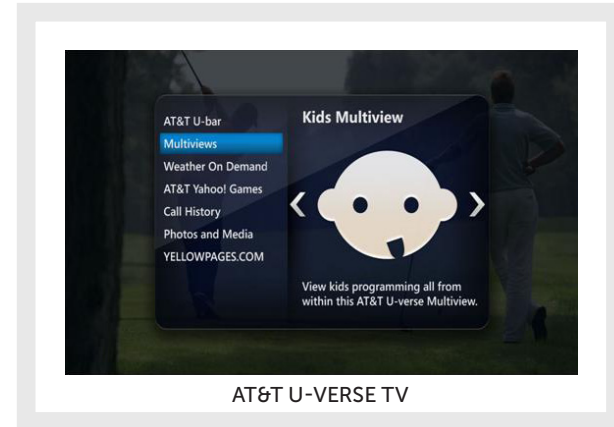 AT&T U-bar
Multiviews
Weather On Demand
AT&T Yahoo! Games
Call History
Photos and Media
YELLOWPAGES.COM
Kids Multiview
View kids programming all from
within this AT&T U-verse Multiview.
AT&T U-VERSE TV